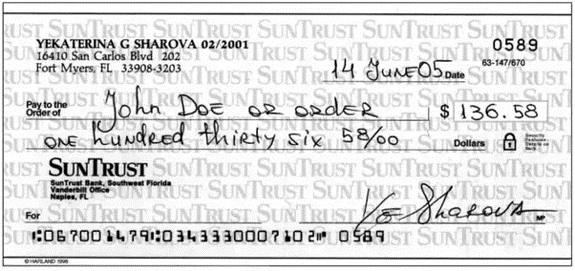 YEKATERINA G SHAROVA 02/2001
16410 San Carlos Blvd 202
Fort Myers, FL 33908-3203
0589
63-147/670
14 JUNE 05 Date
Pay to the Order of John DOE OR ORDER $ 136.58
ONE hundred thirty six 58/00 Dollars
SUNTRUST
SunTrust Bank, Southwest Florida
Vanderbilt Office
Naples, FL
For YE SHAROVA MP
⑆067001479⑆0343330007102⑈ 0589
© HARLAND 1998